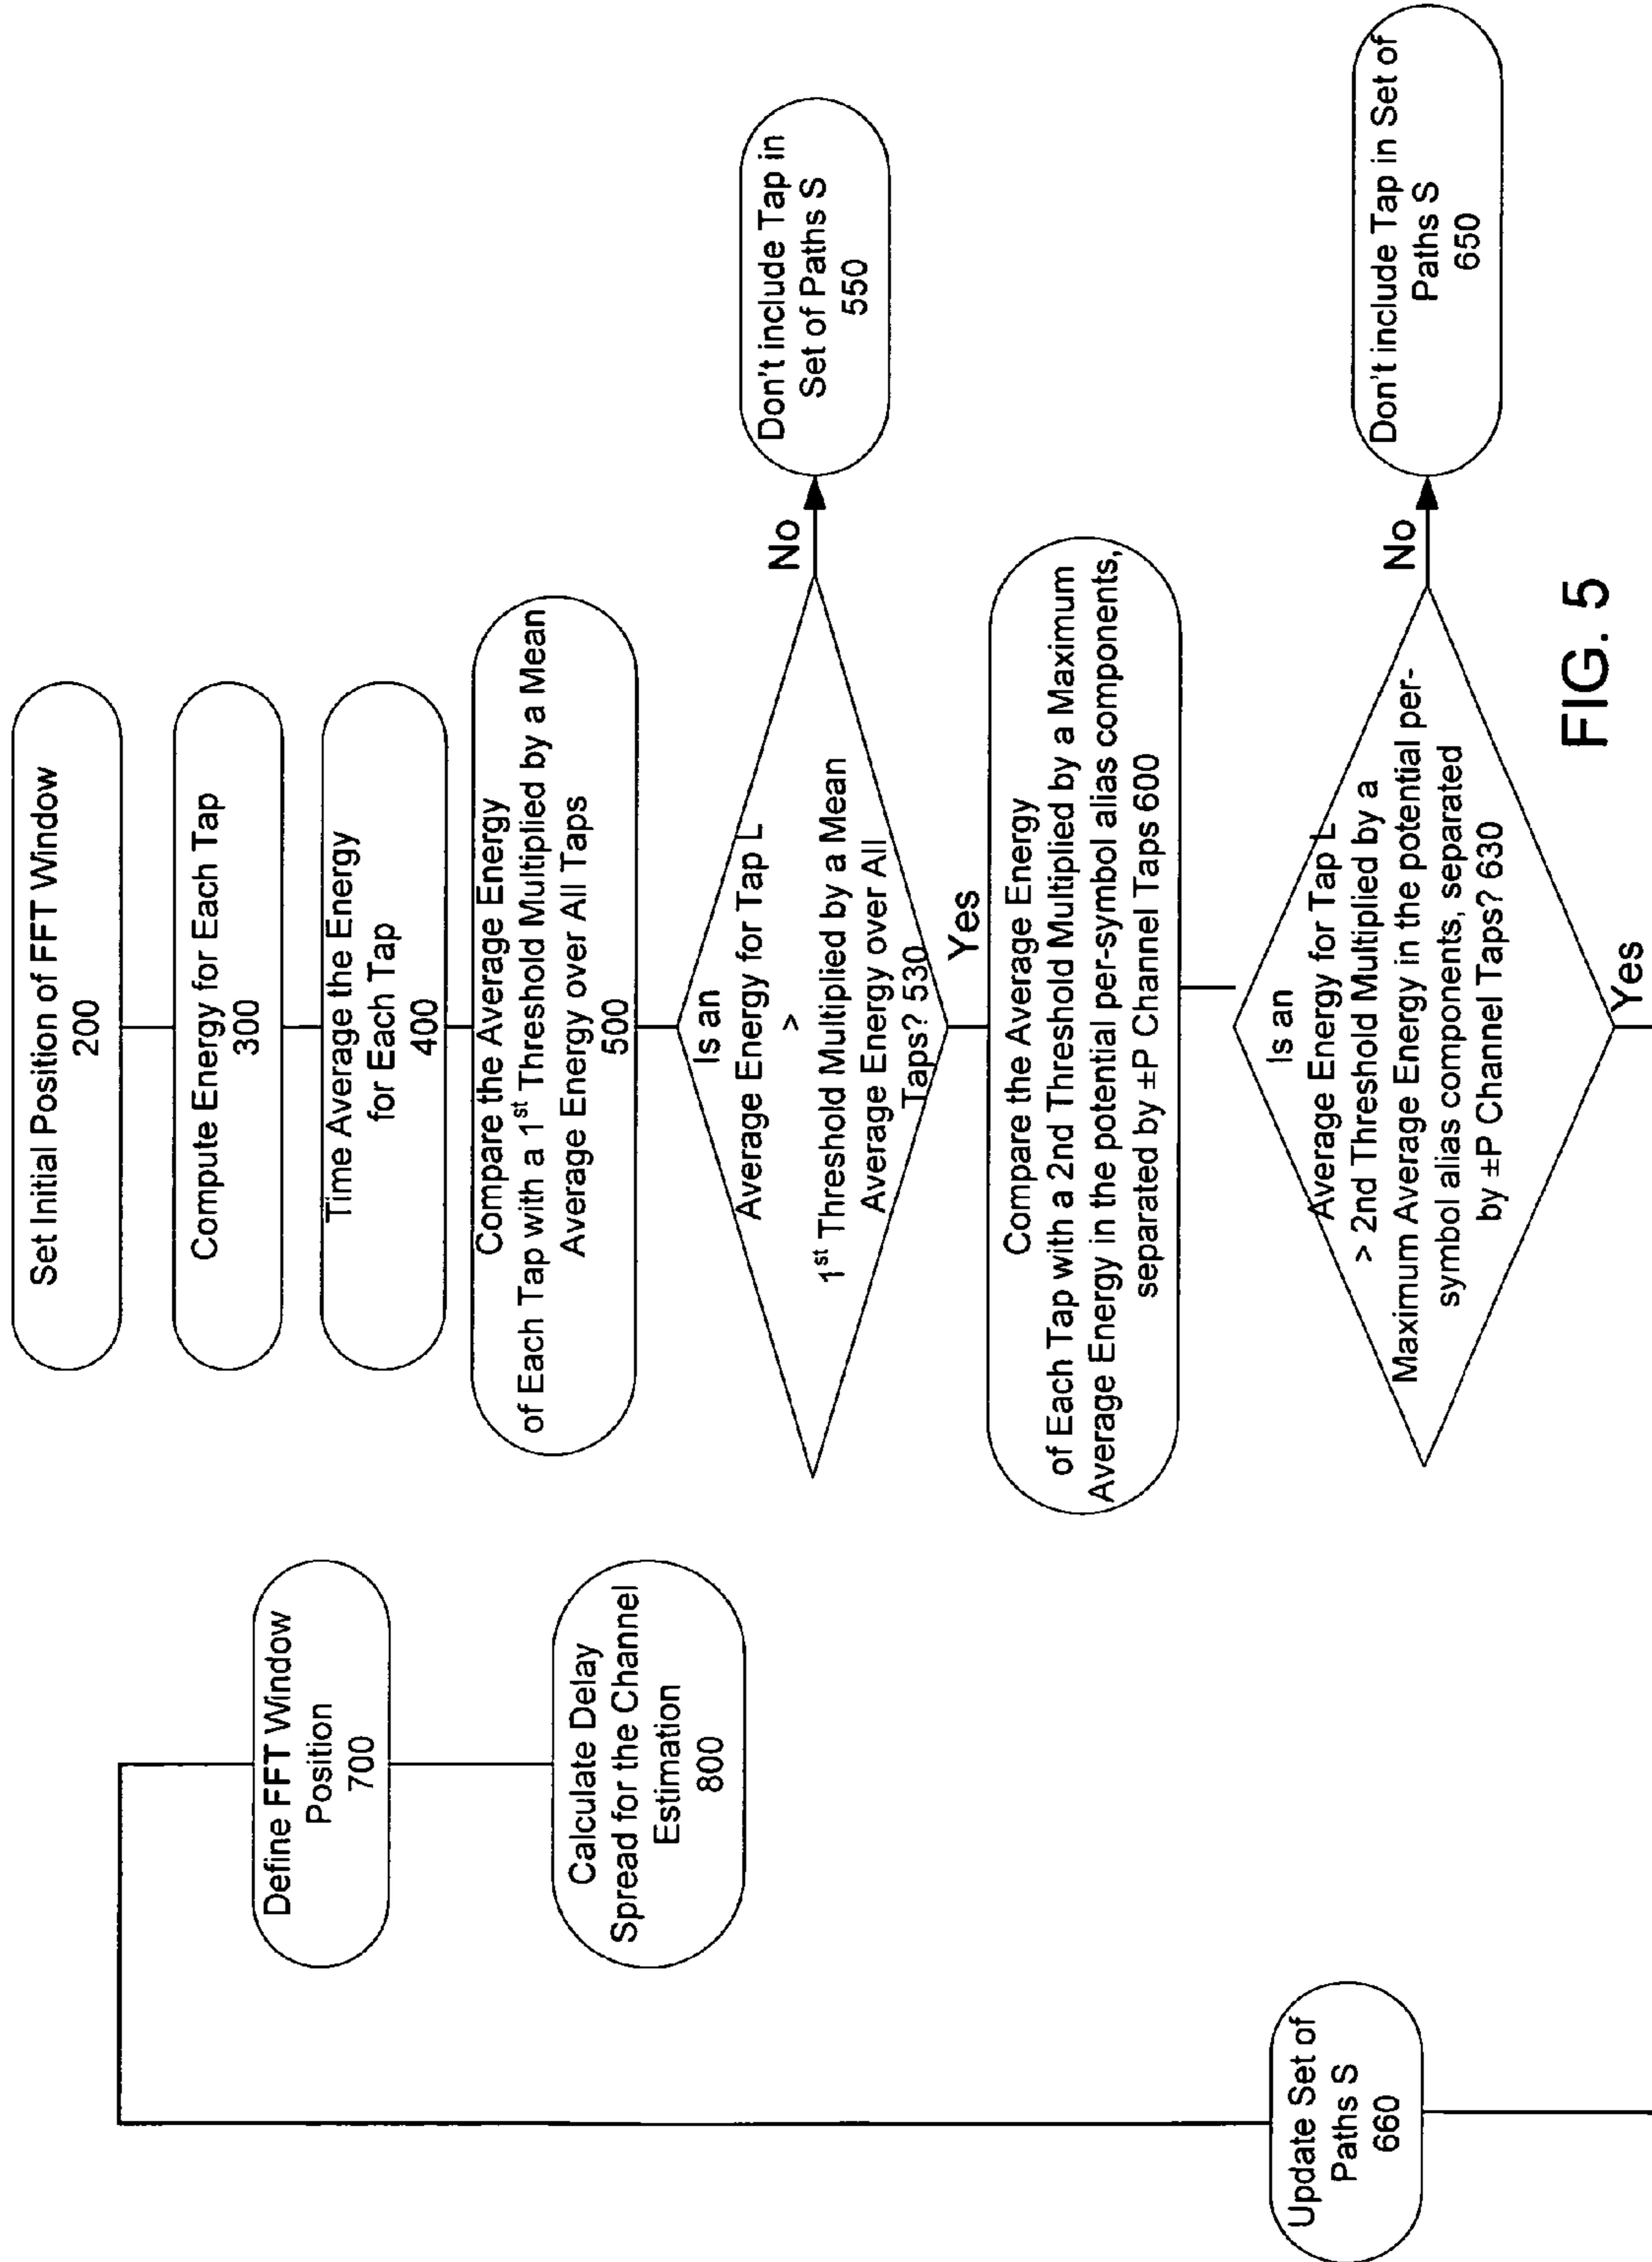 Set Initial Position of FFT Window
200
Compute Energy for Each Tap
300
Time Average the Energy
for Each Tap
400
Compare the Average Energy
of Each Tap with a 1st Threshold Multiplied by a Mean
Average Energy over All Taps
500
Is an
Average Energy for Tap L
>
1st Threshold Multiplied by a Mean
Average Energy over All
Taps? 530
No
Don't include Tap in
Set of Paths S
550
Yes
Compare the Average Energy
of Each Tap with a 2nd Threshold Multiplied by a Maximum
Average Energy in the potential per-symbol alias components,
separated by ±P Channel Taps 600
Is an
Average Energy for Tap L
> 2nd Threshold Multiplied by a
Maximum Average Energy in the potential per-
symbol alias components, separated
by ±P Channel Taps? 630
No
Don't include Tap in Set of
Paths S
650
Yes
Update Set of
Paths S
660
Define FFT Window
Position
700
Calculate Delay
Spread for the Channel
Estimation
800
FIG. 5